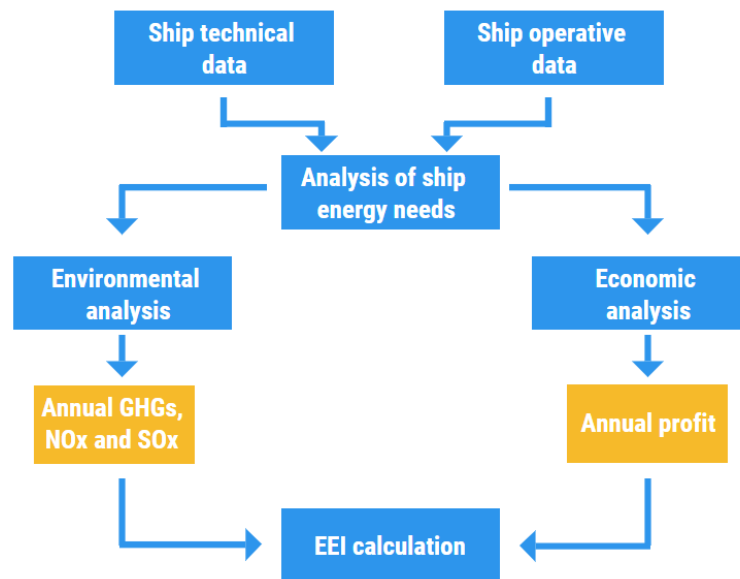 Ship technical
data
Ship operative
data
Analysis of ship
energy needs
Environmental
analysis
Economic
analysis
Annual GHGs,
NOx and SOx
Annual profit
EEI calculation